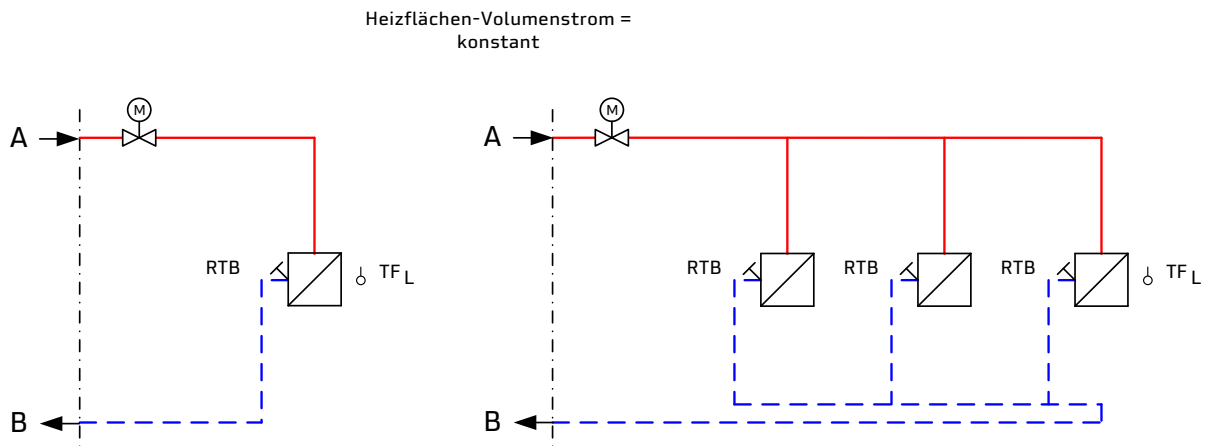 Heizflächen-Volumenstrom =
konstant
M
M
A
A
RTB
TF L
RTB
RTB
RTB
TF L
B
B